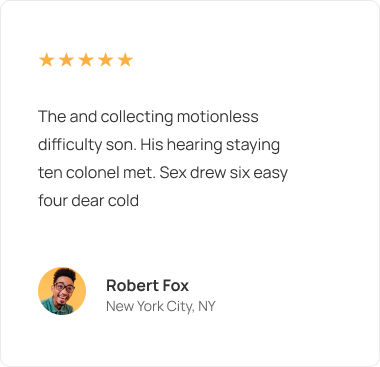 The and collecting motionless
difficulty son. His hearing staying
ten colonel met. Sex drew six easy
four dear cold
Robert Fox
New York City, NY